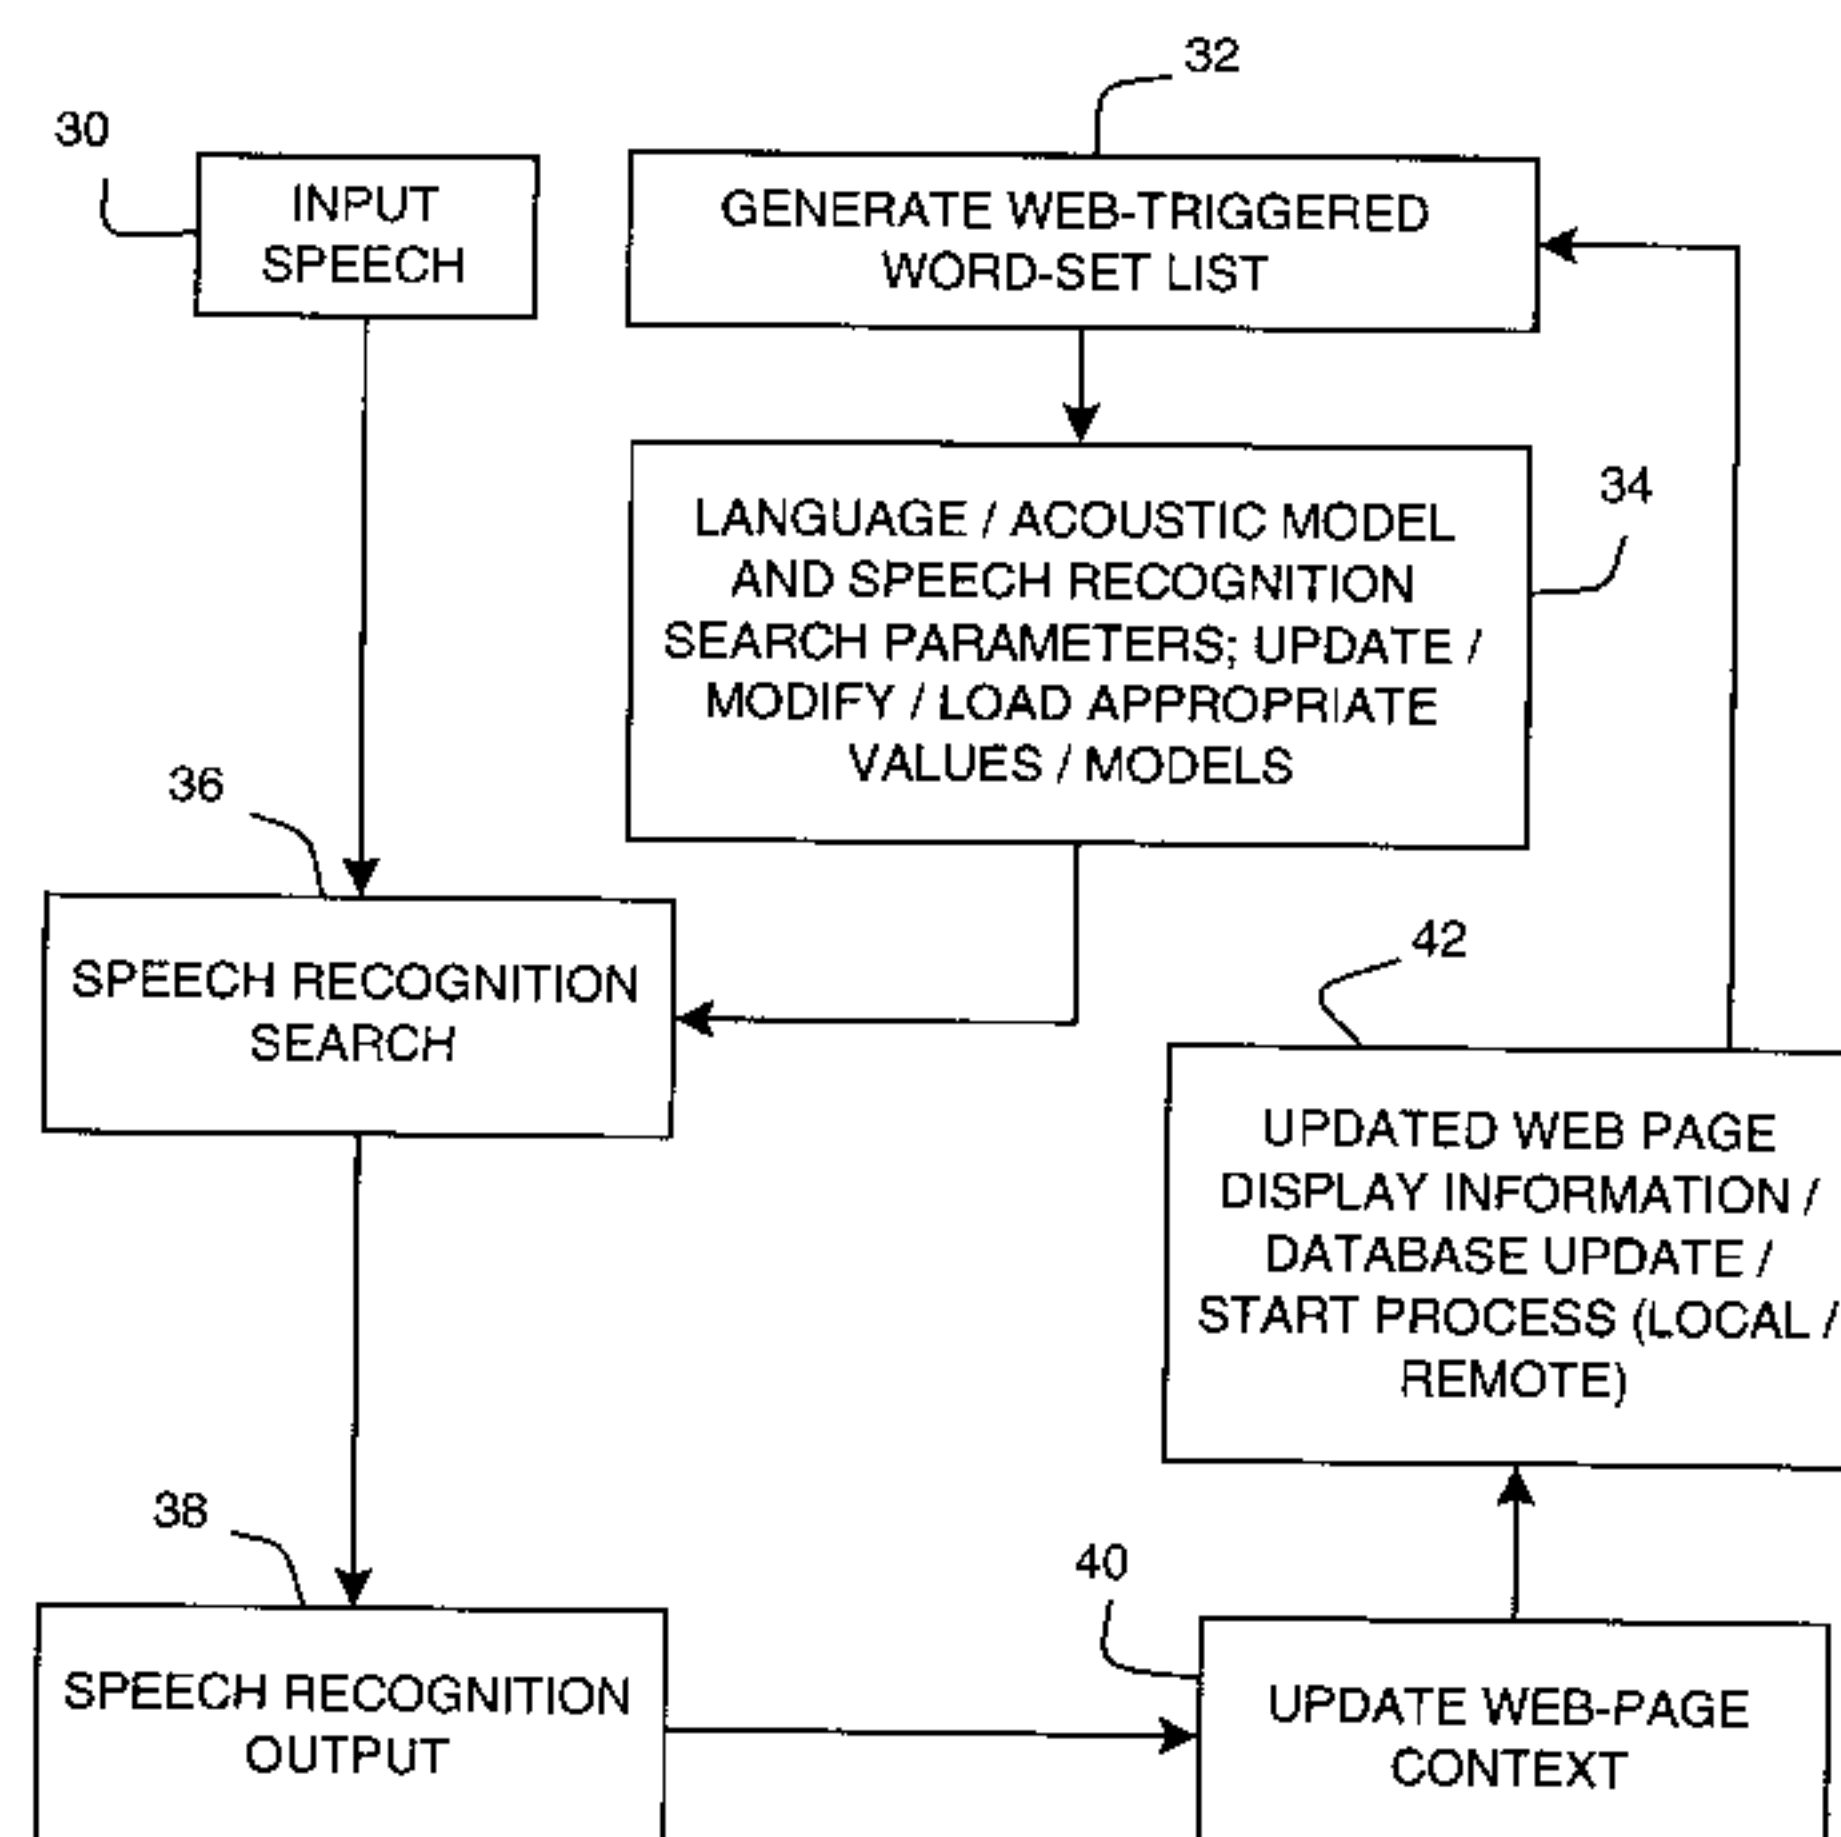 32
30
INPUT
SPEECH
GENERATE WEB-TRIGGERED
WORD-SET LIST
34
LANGUAGE / ACOUSTIC MODEL
AND SPEECH RECOGNITION
SEARCH PARAMETERS; UPDATE /
MODIFY / LOAD APPROPRIATE
VALUES / MODELS
36
SPEECH RECOGNITION
SEARCH
42
UPDATED WEB PAGE
DISPLAY INFORMATION /
DATABASE UPDATE /
START PROCESS (LOCAL /
REMOTE)
38
SPEECH RECOGNITION
OUTPUT
40
UPDATE WEB-PAGE
CONTEXT